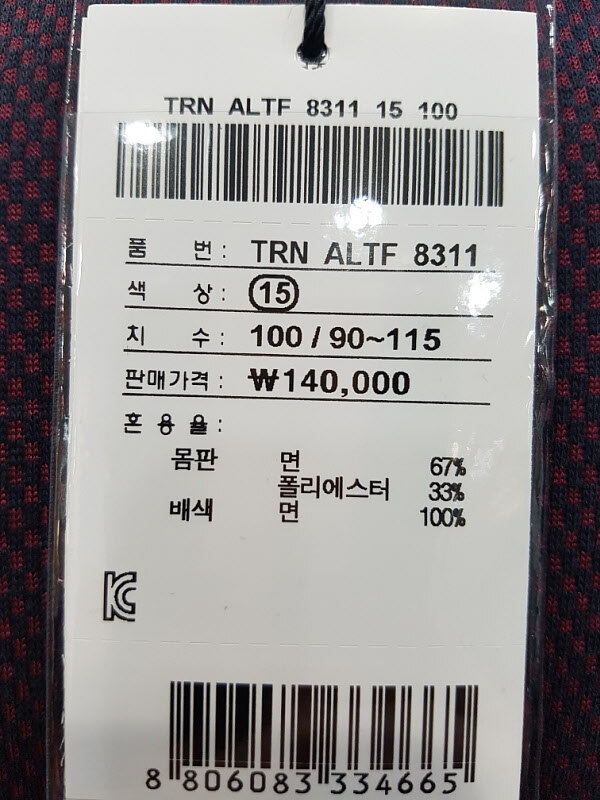 TRN ALTF 8311 15 100
품 번 : TRN ALTF 8311
색 상 : 15
치 수 : 100 / 90~115
판매가격 : ₩140,000
혼 용 율 :
몸판 면 67%
폴리에스터 33%
배색 면 100%
8 806083 334665